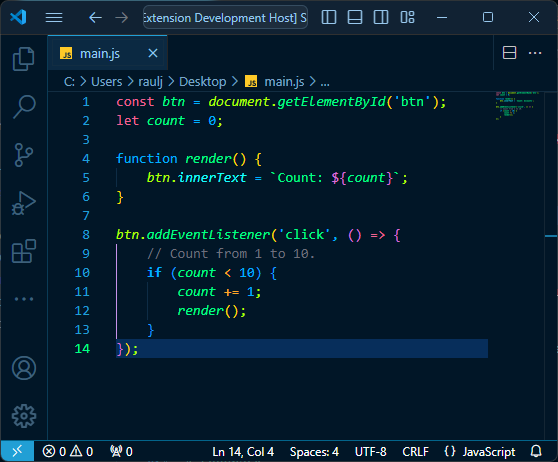 Extension Development Host] S
JS main.js
C: > Users > raulj > Desktop > JS main.js > ...
1 const btn = document.getElementById('btn');
2 let count = 0;
3
4 function render() {
5     btn.innerText = `Count: ${count}`;
6 }
7
8 btn.addEventListener('click', () => {
9     // Count from 1 to 10.
10     if (count < 10) {
11         count += 1;
12         render();
13     }
14 });
0 0 0 Ln 14, Col 4 Spaces: 4 UTF-8 CRLF {} JavaScript